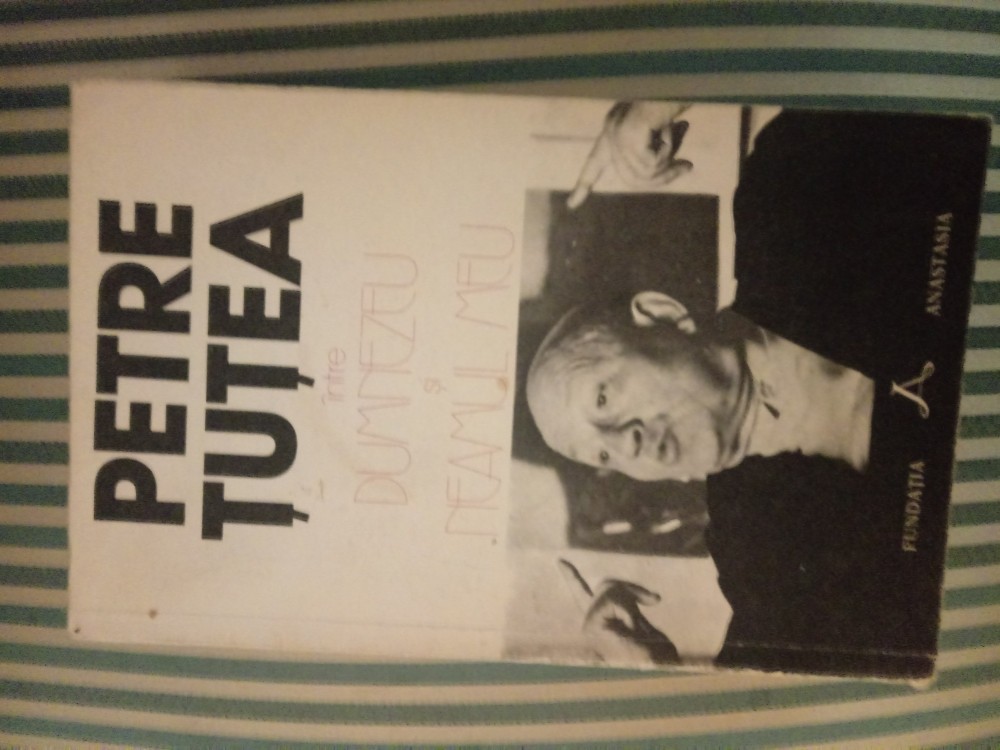 PETRE
ȚUȚEA
între
DUMNEZEU
și
NEAMUL MEU
FUNDAȚIA A ANASTASIA